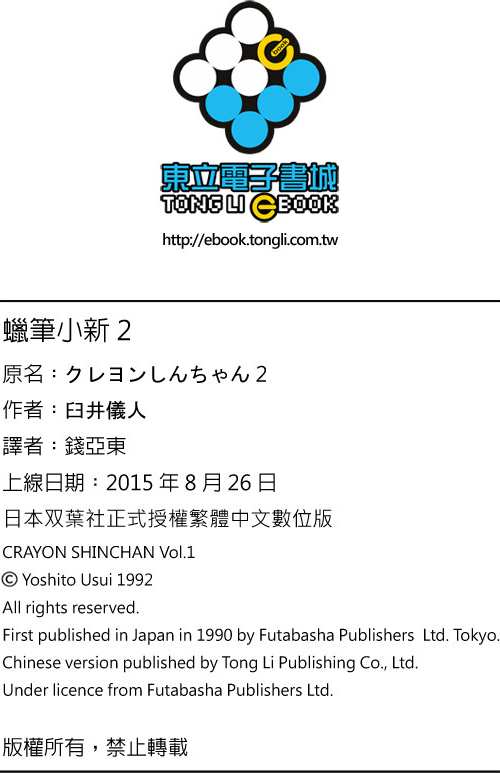 東立電子書城
TONG LI eBOOK
http://ebook.tongli.com.tw
蠟筆小新 2
原名：クレヨンしんちゃん 2
作者：臼井儀人
譯者：錢亞東
上線日期：2015 年 8 月 26 日
日本双葉社正式授權繁體中文數位版
CRAYON SHINCHAN Vol.1
© Yoshito Usui 1992
All rights reserved.
First published in Japan in 1990 by Futabasha Publishers Ltd. Tokyo.
Chinese version published by Tong Li Publishing Co., Ltd.
Under licence from Futabasha Publishers Ltd.
版權所有，禁止轉載